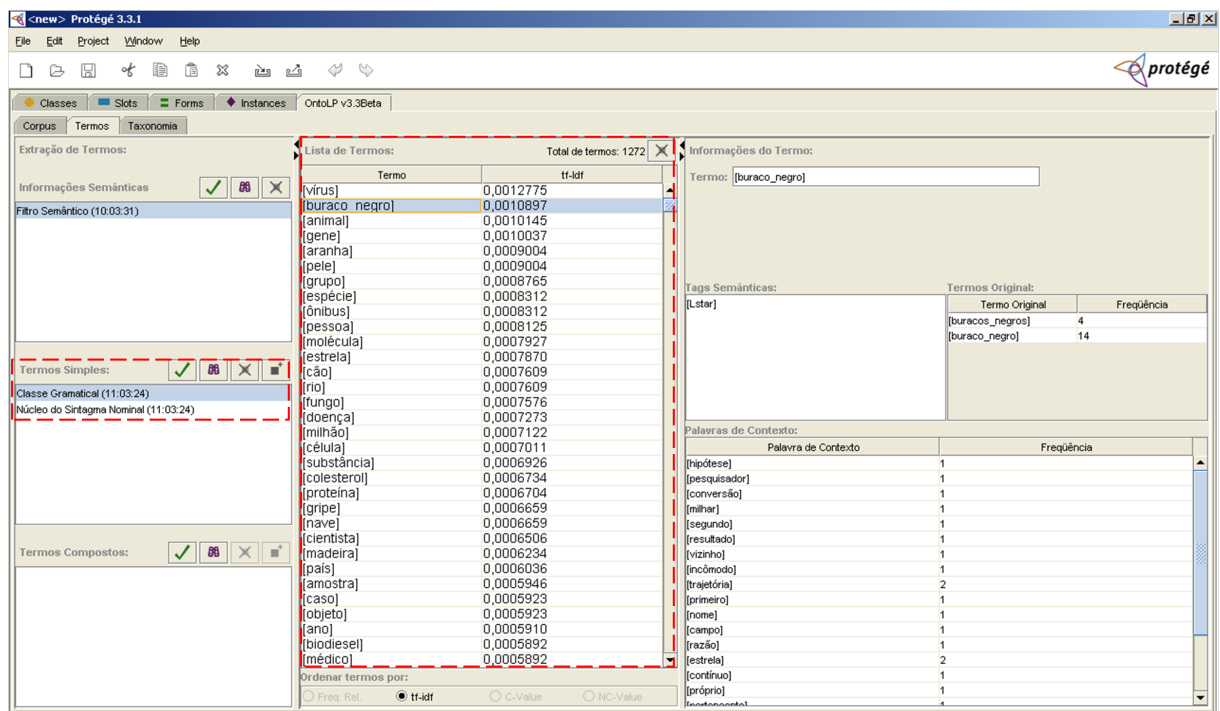 <new> Protégé 3.3.1
File Edit Project Window Help
protégé
Classes Slots Forms Instances OntoLP v3.3Beta
Corpus Termos Taxonomia
Extração de Termos:
Informações Semânticas
Filtro Semântico (10:03:31)
Termos Simples:
Classe Gramatical (11:03:24)
Núcleo do Sintagma Nominal (11:03:24)
Termos Compostos:
Lista de Termos: Total de termos: 1272
Termo tf-Idf
[vírus] 0,0012775
[buraco_negro] 0,0010897
[animal] 0,0010145
[gene] 0,0010037
[aranha] 0,0009004
[pele] 0,0009004
[grupo] 0,0008765
[espécie] 0,0008312
[ônibus] 0,0008312
[pessoa] 0,0008125
[molécula] 0,0007927
[estrela] 0,0007870
[cão] 0,0007609
[rio] 0,0007609
[fungo] 0,0007576
[doença] 0,0007273
[milhão] 0,0007122
[célula] 0,0007011
[substância] 0,0006926
[colesterol] 0,0006734
[proteína] 0,0006704
[gripe] 0,0006659
[nave] 0,0006659
[cientista] 0,0006506
[madeira] 0,0006234
[país] 0,0006036
[amostra] 0,0005946
[caso] 0,0005923
[objeto] 0,0005923
[ano] 0,0005910
[biodiesel] 0,0005892
[médico] 0,0005892
Ordenar termos por:
Freq. Rel. tf-idf C-Value NC-Value
Informações do Termo:
Termo: [buraco_negro]
Tags Semânticas:
[Lstar]
Termos Original:
Termo Original Freqüência
[buracos_negros] 4
[buraco_negro] 14
Palavras de Contexto:
Palavra de Contexto Freqüência
[hipótese] 1
[pesquisador] 1
[conversão] 1
[milhar] 1
[segundo] 1
[resultado] 1
[vizinho] 1
[incômodo] 1
[trajetória] 2
[primeiro] 1
[nome] 1
[campo] 1
[razão] 1
[estrela] 2
[contínuo] 1
[próprio] 1